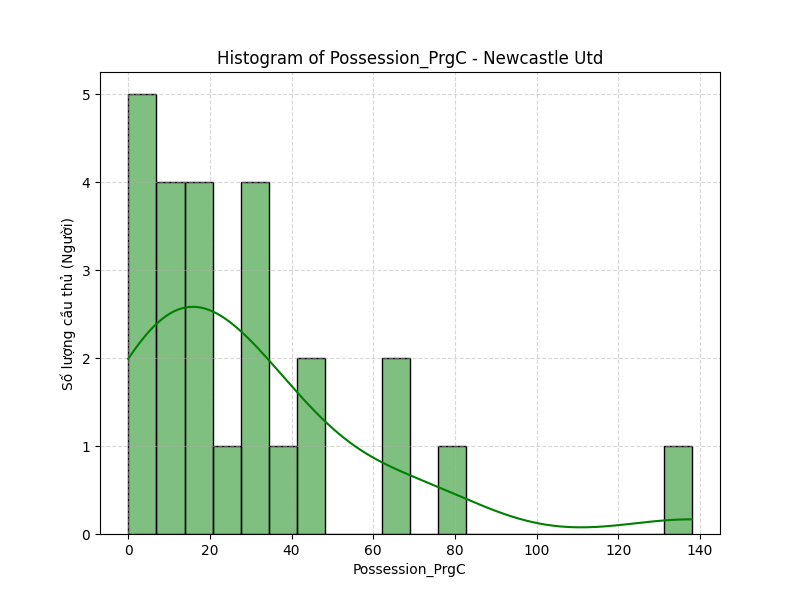 Histogram of Possession_PrgC - Newcastle Utd
Số lượng cầu thủ (Người)
5
4
3
2
1
0
0 20 40 60 80 100 120 140
Possession_PrgC